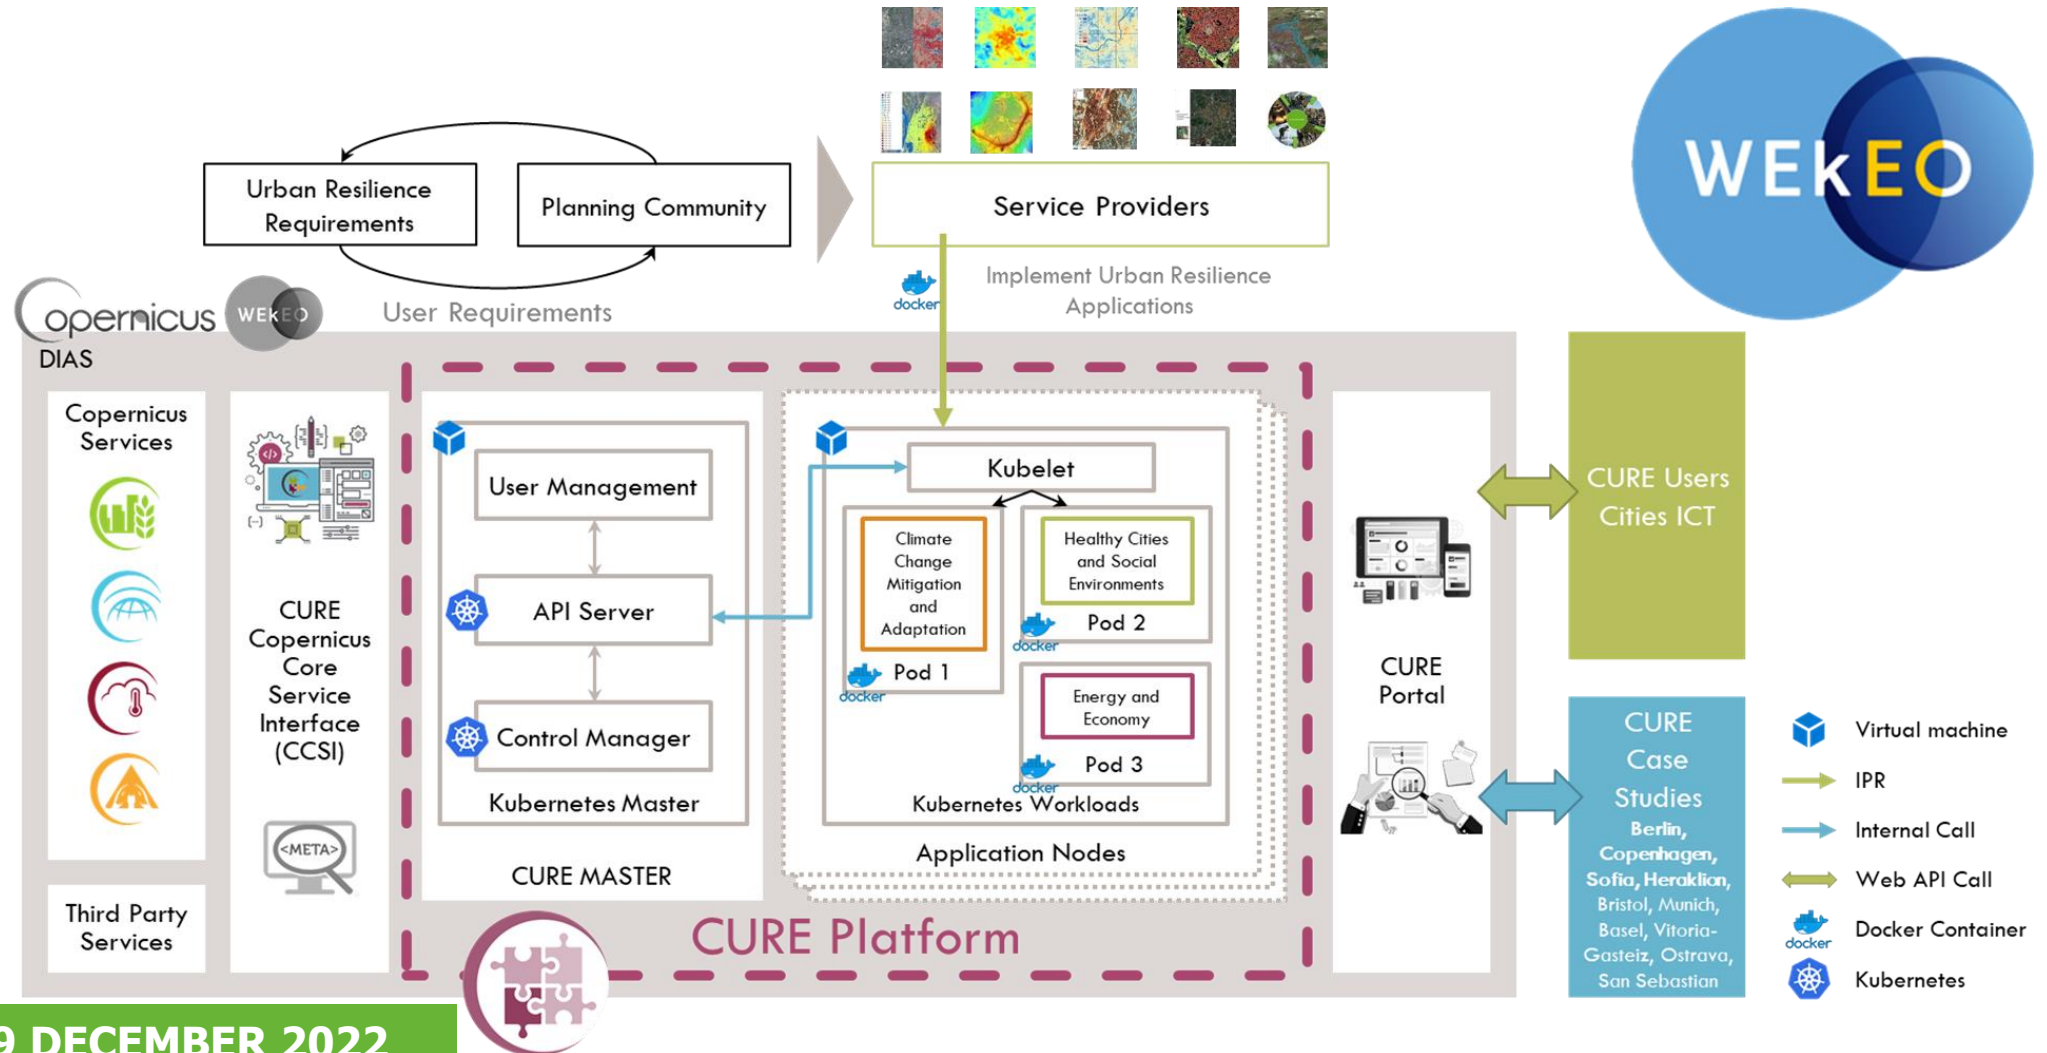 WEkEO
Urban Resilience
Requirements
Planning Community
Service Providers
User Requirements
docker
Implement Urban Resilience
Applications
opernicus
WEkEO
DIAS
Copernicus
Services
Third Party
Services
</>
CURE
Copernicus
Core
Service
Interface
(CCSI)
<META>
User Management
API Server
Control Manager
Kubernetes Master
CURE MASTER
Kubelet
Climate
Change
Mitigation
and
Adaptation
Pod 1
docker
Healthy Cities
and Social
Environments
Pod 2
docker
Energy and
Economy
Pod 3
docker
Kubernetes Workloads
Application Nodes
CURE Platform
CURE
Portal
CURE Users
Cities ICT
CURE
Case
Studies
Berlin,
Copenhagen,
Sofia, Heraklion,
Bristol, Munich,
Basel, Vitoria-
Gasteiz, Ostrava,
San Sebastian
Virtual machine
IPR
Internal Call
Web API Call
docker
Docker Container
Kubernetes
9 DECEMBER 2022